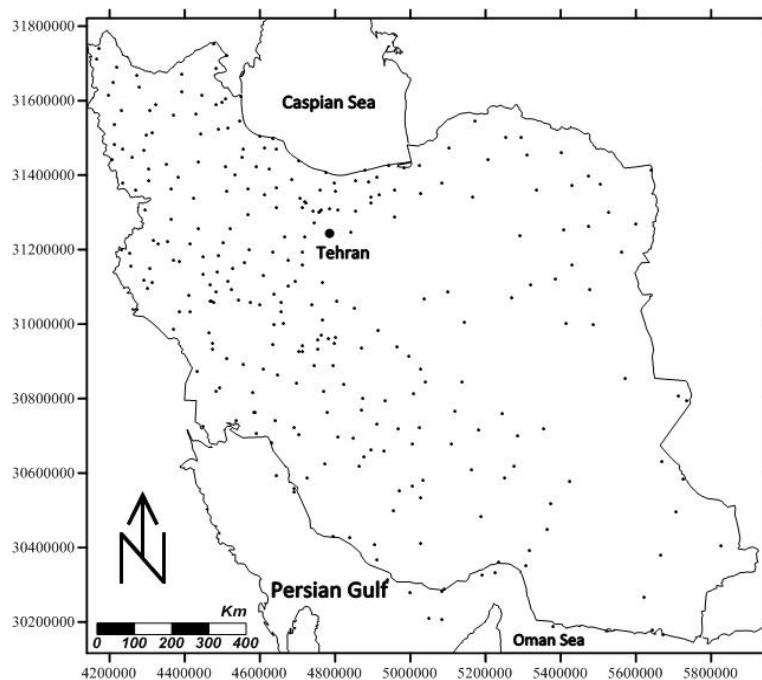 31800000
31600000
Caspian Sea
31400000
31200000
Tehran
31000000
30800000
30600000
30400000
Persian Gulf
Km
30200000
0 100 200 300 400
Oman Sea
4200000 4400000 4600000 4800000 5000000 5200000 5400000 5600000 5800000
N